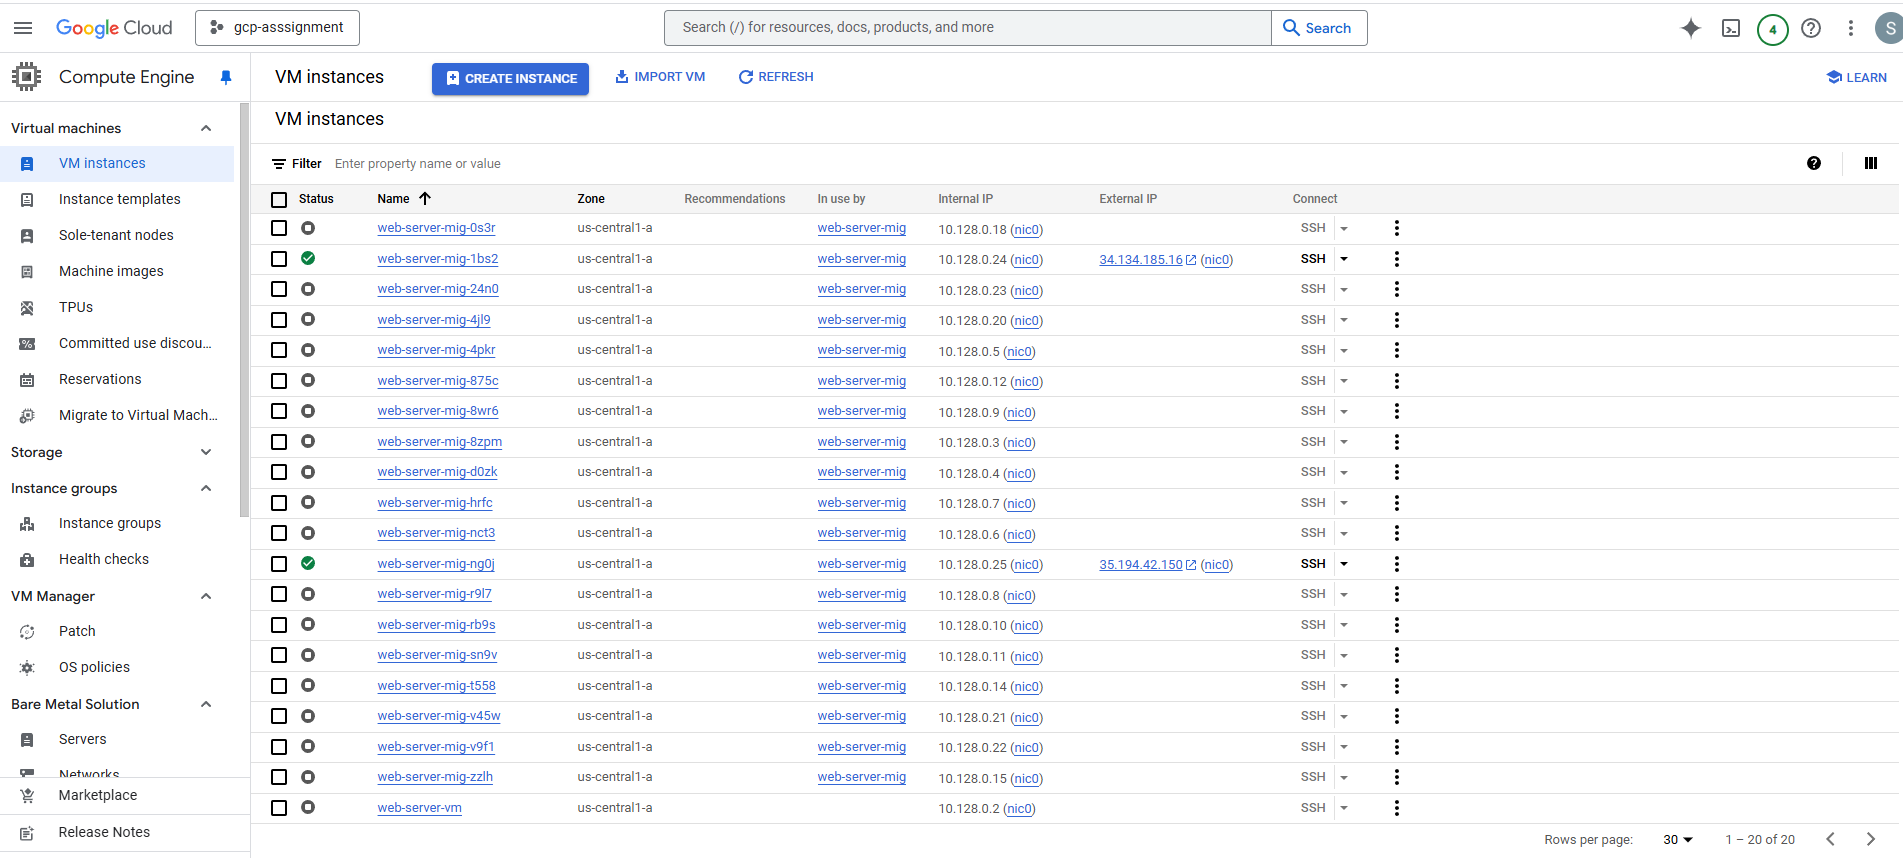 Google Cloud
gcp-asssignment
Search (/) for resources, docs, products, and more
Search
4
S
Compute Engine
VM instances
CREATE INSTANCE
IMPORT VM
REFRESH
LEARN
Virtual machines
VM instances
Instance templates
Sole-tenant nodes
Machine images
TPUs
Committed use discou...
Reservations
Migrate to Virtual Mach...
Storage
Instance groups
Instance groups
Health checks
VM Manager
Patch
OS policies
Bare Metal Solution
Servers
Networks
Marketplace
Release Notes
VM instances
Filter Enter property name or value
Status Name Zone Recommendations In use by Internal IP External IP Connect
web-server-mig-0s3r us-central1-a web-server-mig 10.128.0.18 (nic0) SSH
web-server-mig-1bs2 us-central1-a web-server-mig 10.128.0.24 (nic0) 34.134.185.16 (nic0) SSH
web-server-mig-24n0 us-central1-a web-server-mig 10.128.0.23 (nic0) SSH
web-server-mig-4jl9 us-central1-a web-server-mig 10.128.0.20 (nic0) SSH
web-server-mig-4pkr us-central1-a web-server-mig 10.128.0.5 (nic0) SSH
web-server-mig-875c us-central1-a web-server-mig 10.128.0.12 (nic0) SSH
web-server-mig-8wr6 us-central1-a web-server-mig 10.128.0.9 (nic0) SSH
web-server-mig-8zpm us-central1-a web-server-mig 10.128.0.3 (nic0) SSH
web-server-mig-d0zk us-central1-a web-server-mig 10.128.0.4 (nic0) SSH
web-server-mig-hrfc us-central1-a web-server-mig 10.128.0.7 (nic0) SSH
web-server-mig-nct3 us-central1-a web-server-mig 10.128.0.6 (nic0) SSH
web-server-mig-ng0j us-central1-a web-server-mig 10.128.0.25 (nic0) 35.194.42.150 (nic0) SSH
web-server-mig-r9l7 us-central1-a web-server-mig 10.128.0.8 (nic0) SSH
web-server-mig-rb9s us-central1-a web-server-mig 10.128.0.10 (nic0) SSH
web-server-mig-sn9v us-central1-a web-server-mig 10.128.0.11 (nic0) SSH
web-server-mig-t558 us-central1-a web-server-mig 10.128.0.14 (nic0) SSH
web-server-mig-v45w us-central1-a web-server-mig 10.128.0.21 (nic0) SSH
web-server-mig-v9f1 us-central1-a web-server-mig 10.128.0.22 (nic0) SSH
web-server-mig-zzlh us-central1-a web-server-mig 10.128.0.15 (nic0) SSH
web-server-vm us-central1-a 10.128.0.2 (nic0) SSH
Rows per page: 30 1 – 20 of 20